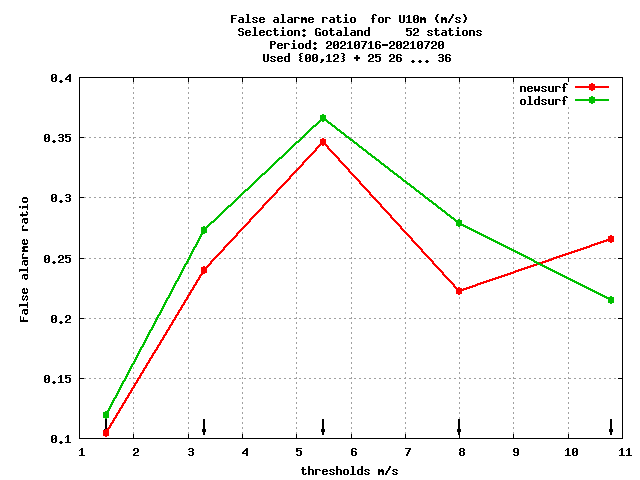 False alarme ratio  for U10m (m/s)
Selection: Gotaland     52 stations
Period: 20210716-20210720
Used {00,12} + 25 26 ... 36
newsurf
oldsurf
0.4
0.35
0.3
0.25
0.2
0.15
0.1
False alarme ratio
1 2 3 4 5 6 7 8 9 10 11
thresholds m/s